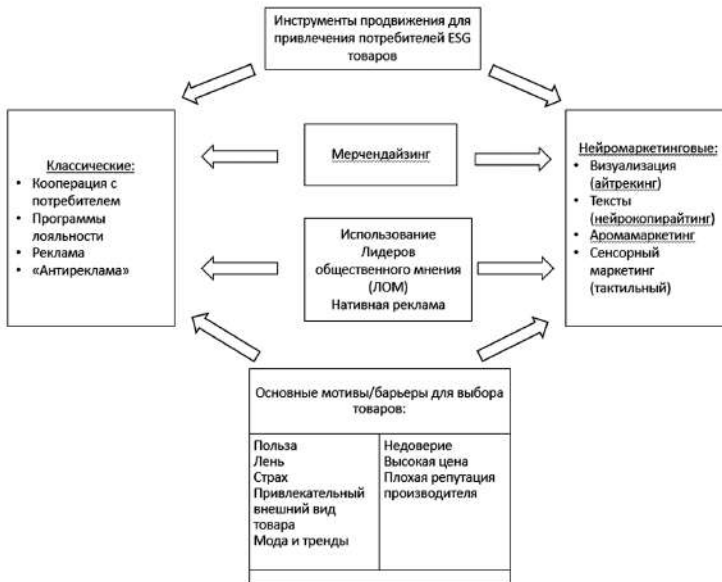 Инструменты продвижения для
привлечения потребителей ESG
товаров
Классические:
• Кооперация с
потребителем
• Программы
лояльности
• Реклама
• «Антиреклама»
Мерчендайзинг
Использование
Лидеров
общественного мнения
(ЛОМ)
Нативная реклама
Нейромаркетинговые:
• Визуализация
(айтрекинг)
• Тексты
(нейрокопирайтинг)
• Аромамаркетинг
• Сенсорный
маркетинг
(тактильный)
Основные мотивы/барьеры для выбора
товаров:
Польза
Лень
Страх
Привлекательный
внешний вид
товара
Мода и тренды
Недоверие
Высокая цена
Плохая репутация
производителя